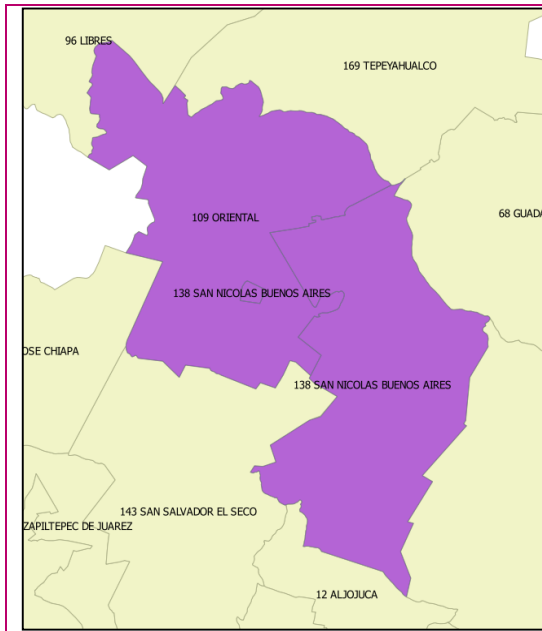 96 LIBRES
169 TEPEYAHUALCO
109 ORIENTAL
68 GUADA
138 SAN NICOLAS BUENOS AIRES
OSE CHIAPA
138 SAN NICOLAS BUENOS AIRES
143 SAN SALVADOR EL SECO
ZAPILTEPEC DE JUAREZ
12 ALJOJUCA